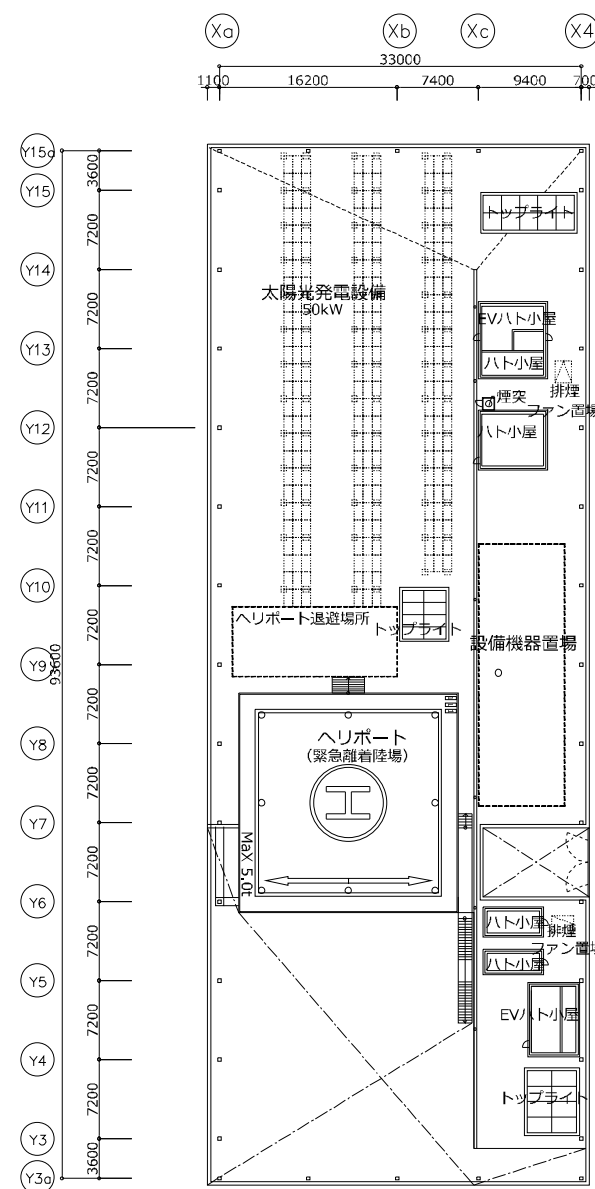 Xa Xb Xc X4
33000
1100 16200 7400 9400 700
Y15a
3600
Y15
トップライト
7200
Y14
太陽光発電設備
50kW
7200
EVハト小屋
Y13
ハト小屋
排煙
ファン置場
煙突
7200
Y12
ハト小屋
7200
Y11
7200
Y10
ヘリポート退避場所
トップライト
7200
設備機器置場
Y9
93600
7200
Y8
ヘリポート
(緊急離着陸場)
7200
Y7
H
MaX 5.0t
7200
Y6
ハト小屋
排煙
ファン置場
7200
ハト小屋
Y5
EVハト小屋
7200
Y4
トップライト
7200
Y3
3600
Y3a